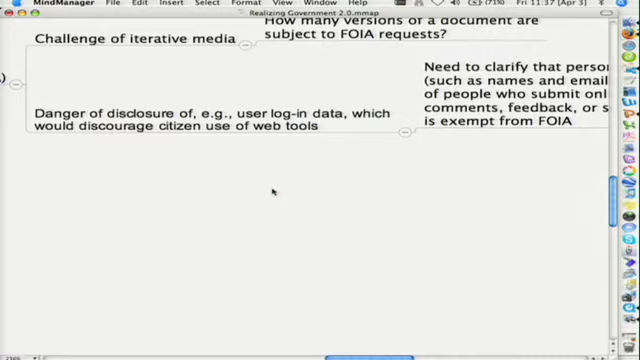 MindManager File Edit Insert Select Format View Window Help Fri 11:37 [Apr 3]
Realizing Government 2.0.mmap
How many versions of a document are
subject to FOIA requests?
Challenge of iterative media
Need to clarify that person
(such as names and email
of people who submit onl
comments, feedback, or s
is exempt from FOIA
Danger of disclosure of, e.g., user log-in data, which
would discourage citizen use of web tools